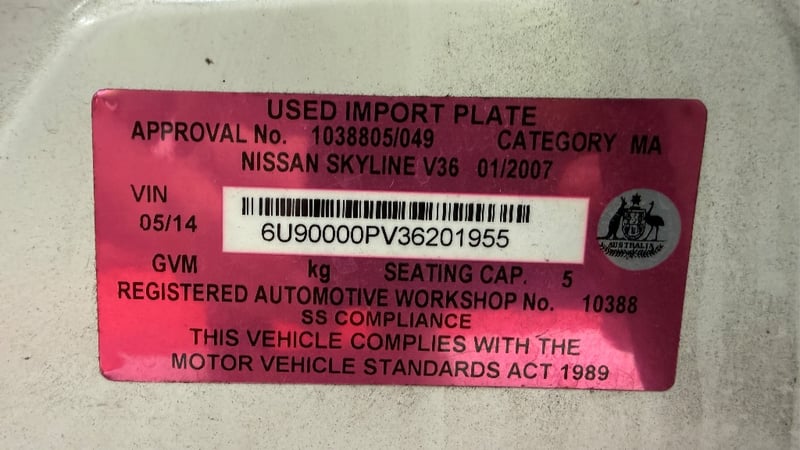 USED IMPORT PLATE
APPROVAL No. 1038805/049 CATEGORY MA
NISSAN SKYLINE V36 01/2007
VIN
05/14
6U90000PV36201955
AUSTRALIA
GVM kg SEATING CAP. 5
REGISTERED AUTOMOTIVE WORKSHOP No. 10388
SS COMPLIANCE
THIS VEHICLE COMPLIES WITH THE
MOTOR VEHICLE STANDARDS ACT 1989